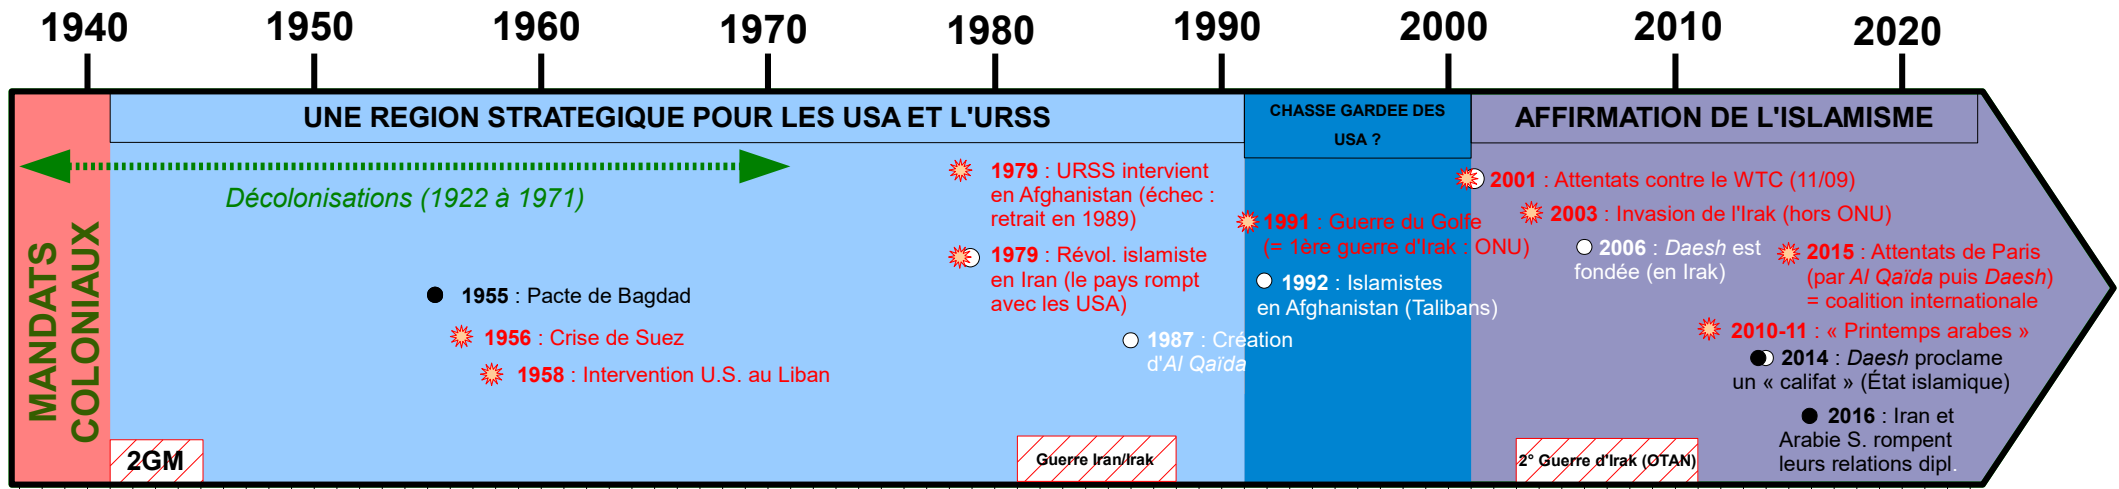 1940 1950 1960 1970 1980 1990 2000 2010 2020
MANDATS
COLONIAUX
UNE REGION STRATEGIQUE POUR LES USA ET L'URSS
Décolonisations (1922 à 1971)
1955 : Pacte de Bagdad
1956 : Crise de Suez
1958 : Intervention U.S. au Liban
2GM
1979 : URSS intervient
en Afghanistan (échec :
retrait en 1989)
1979 : Révol. islamiste
en Iran (le pays rompt
avec les USA)
1987 : Création
d'Al Qaïda
Guerre Iran/Irak
CHASSE GARDEE DES
USA ?
1991 : Guerre du Golfe
(= 1ère guerre d'Irak : ONU)
1992 : Islamistes
en Afghanistan (Talibans)
AFFIRMATION DE L'ISLAMISME
2001 : Attentats contre le WTC (11/09)
2003 : Invasion de l'Irak (hors ONU)
2006 : Daesh est
fondée (en Irak)
2015 : Attentats de Paris
(par Al Qaïda puis Daesh)
= coalition internationale
2010-11 : « Printemps arabes »
2014 : Daesh proclame
un « califat » (État islamique)
2016 : Iran et
Arabie S. rompent
leurs relations dipl.
2° Guerre d'Irak (OTAN)